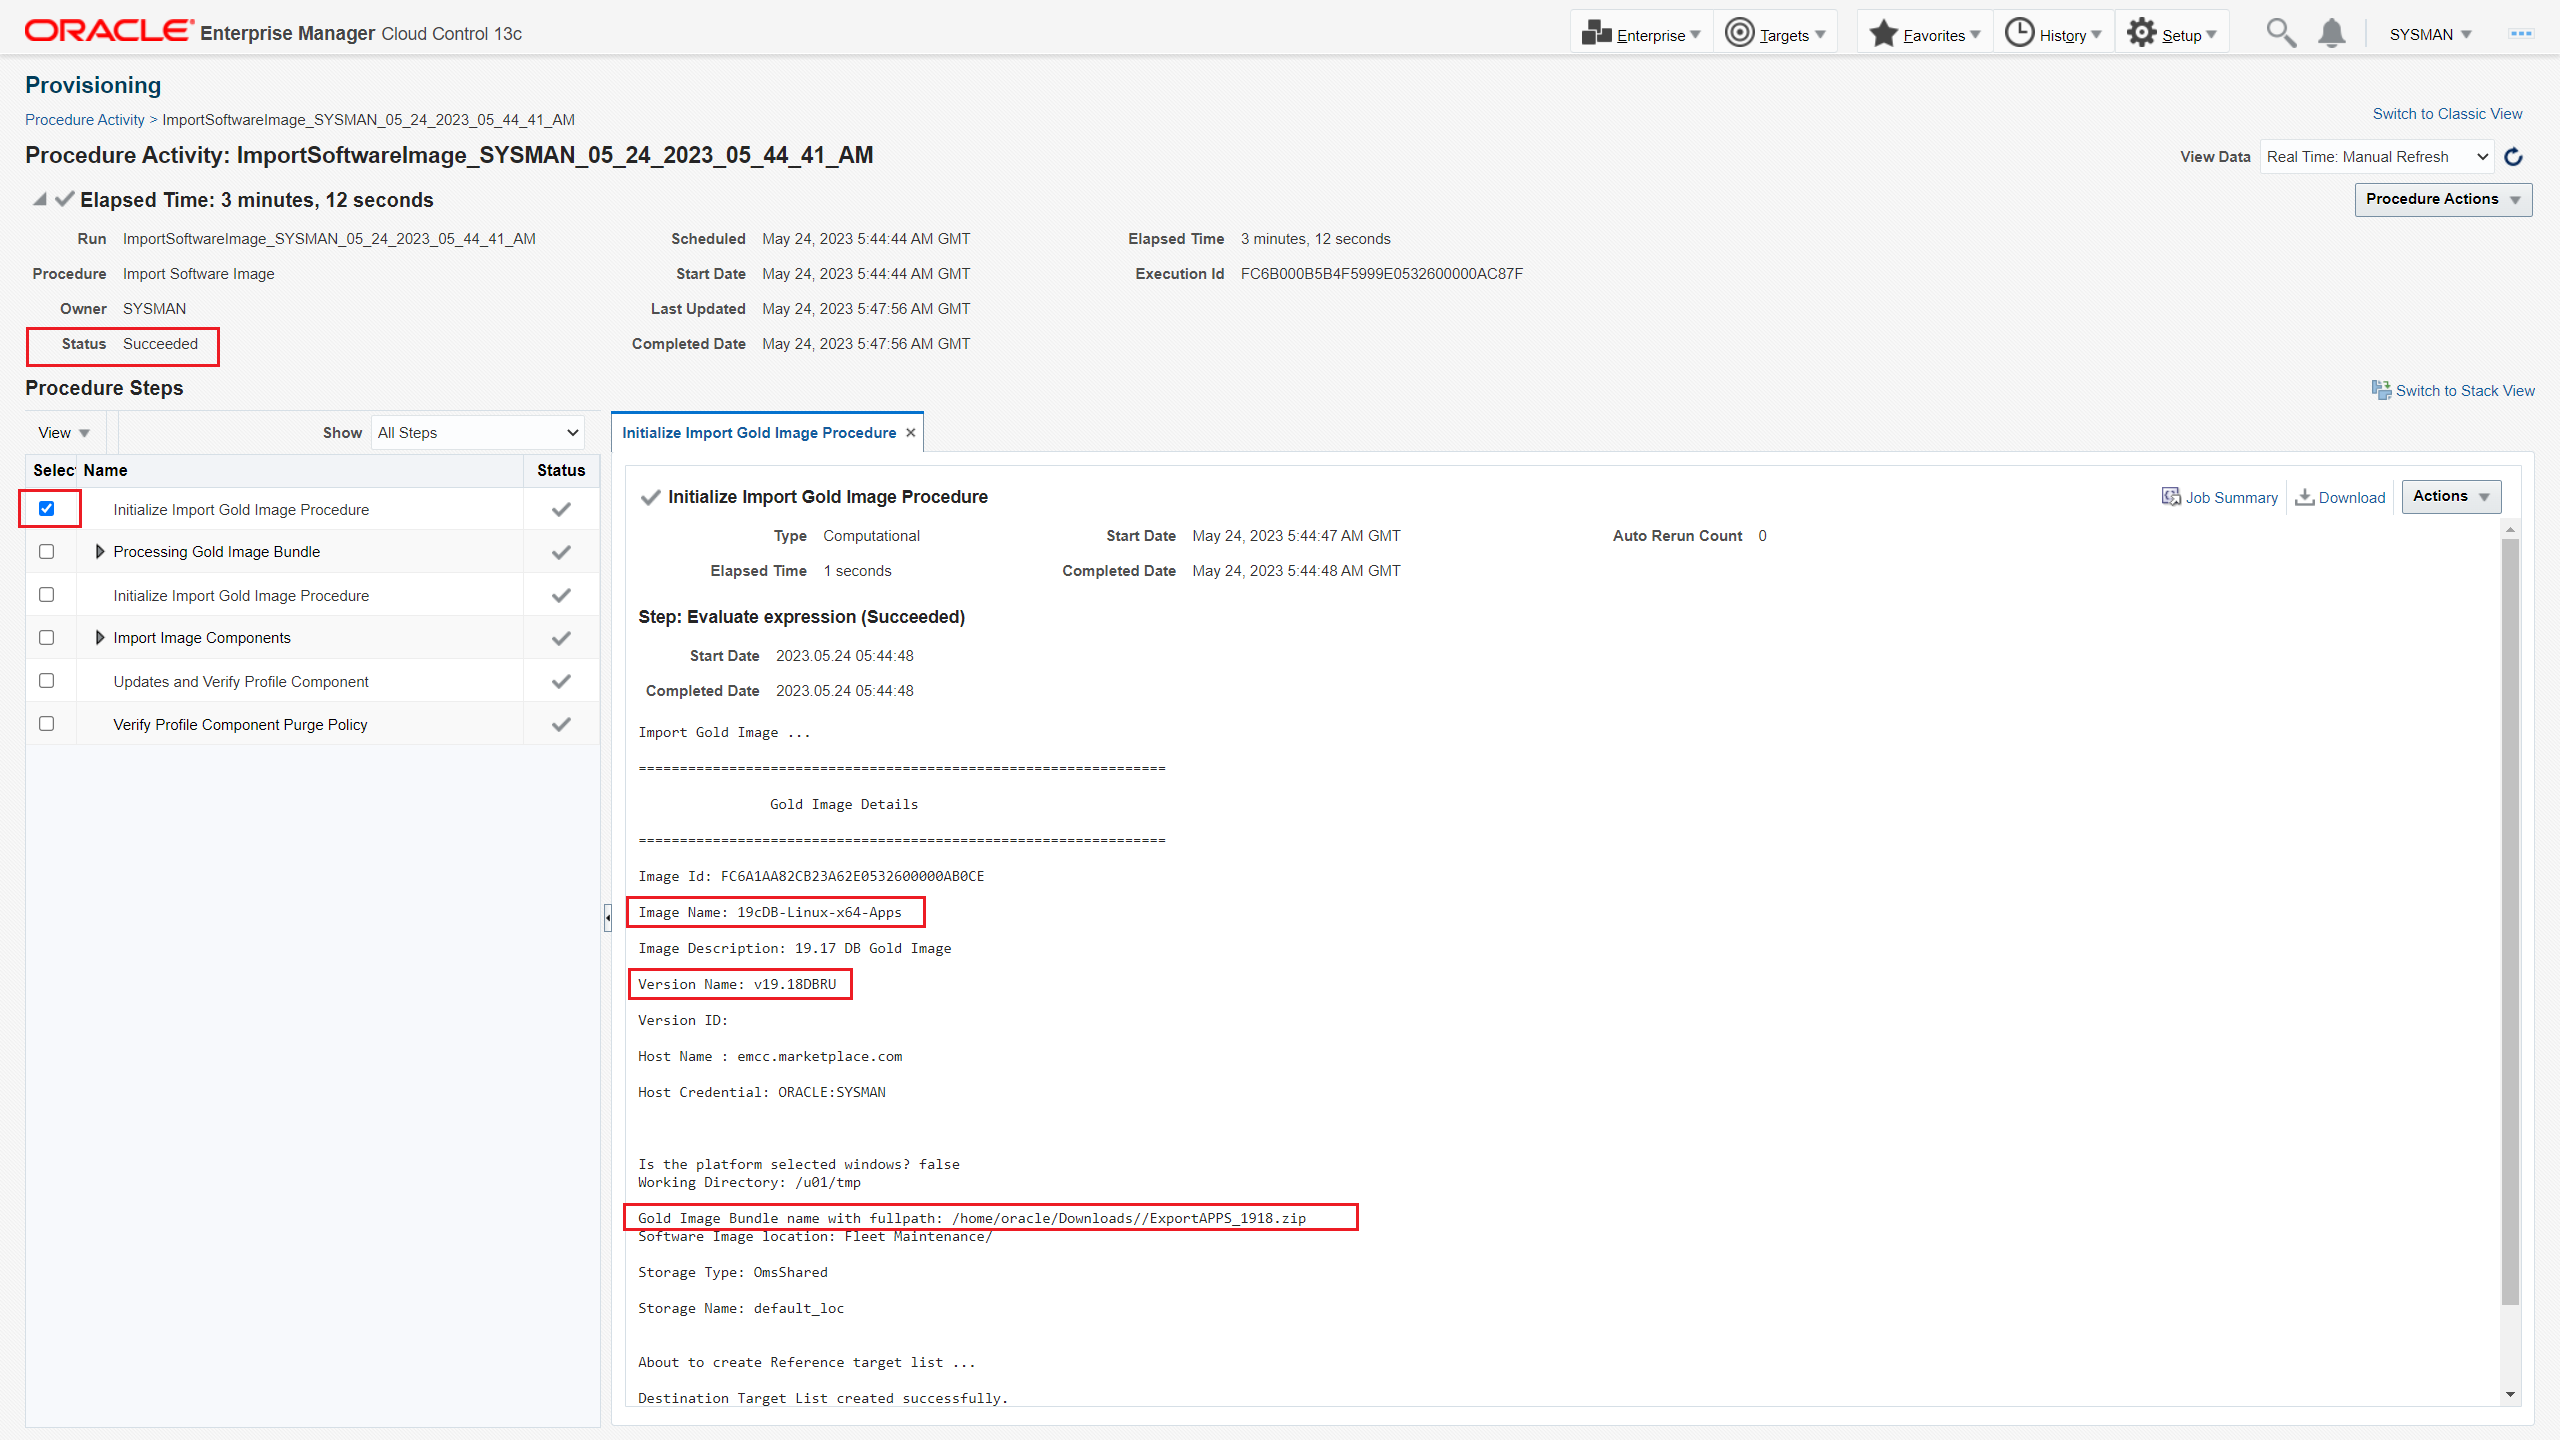 ORACLE Enterprise Manager Cloud Control 13c
Enterprise
Targets
Favorites
History
Setup
SYSMAN
Provisioning
Procedure Activity > ImportSoftwareImage_SYSMAN_05_24_2023_05_44_41_AM
Switch to Classic View
Procedure Activity: ImportSoftwareImage_SYSMAN_05_24_2023_05_44_41_AM
View Data Real Time: Manual Refresh
Elapsed Time: 3 minutes, 12 seconds
Procedure Actions
Run ImportSoftwareImage_SYSMAN_05_24_2023_05_44_41_AM
Scheduled May 24, 2023 5:44:44 AM GMT
Elapsed Time 3 minutes, 12 seconds
Procedure Import Software Image
Start Date May 24, 2023 5:44:44 AM GMT
Execution Id FC6B000B5B4F5999E0532600000AC87F
Owner SYSMAN
Last Updated May 24, 2023 5:47:56 AM GMT
Status Succeeded
Completed Date May 24, 2023 5:47:56 AM GMT
Procedure Steps
Switch to Stack View
View
Show All Steps
Selec Name Status
Initialize Import Gold Image Procedure
Processing Gold Image Bundle
Initialize Import Gold Image Procedure
Import Image Components
Updates and Verify Profile Component
Verify Profile Component Purge Policy
Initialize Import Gold Image Procedure
Initialize Import Gold Image Procedure
Job Summary
Download
Actions
Type Computational
Start Date May 24, 2023 5:44:47 AM GMT
Auto Rerun Count 0
Elapsed Time 1 seconds
Completed Date May 24, 2023 5:44:48 AM GMT
Step: Evaluate expression (Succeeded)
Start Date 2023.05.24 05:44:48
Completed Date 2023.05.24 05:44:48
Import Gold Image ...
================================================================
Gold Image Details
================================================================
Image Id: FC6A1AA82CB23A62E0532600000AB0CE
Image Name: 19cDB-Linux-x64-Apps
Image Description: 19.17 DB Gold Image
Version Name: v19.18DBRU
Version ID:
Host Name : emcc.marketplace.com
Host Credential: ORACLE:SYSMAN
Is the platform selected windows? false
Working Directory: /u01/tmp
Gold Image Bundle name with fullpath: /home/oracle/Downloads//ExportAPPS_1918.zip
Software Image location: Fleet Maintenance/
Storage Type: OmsShared
Storage Name: default_loc
About to create Reference target list ...
Destination Target List created successfully.